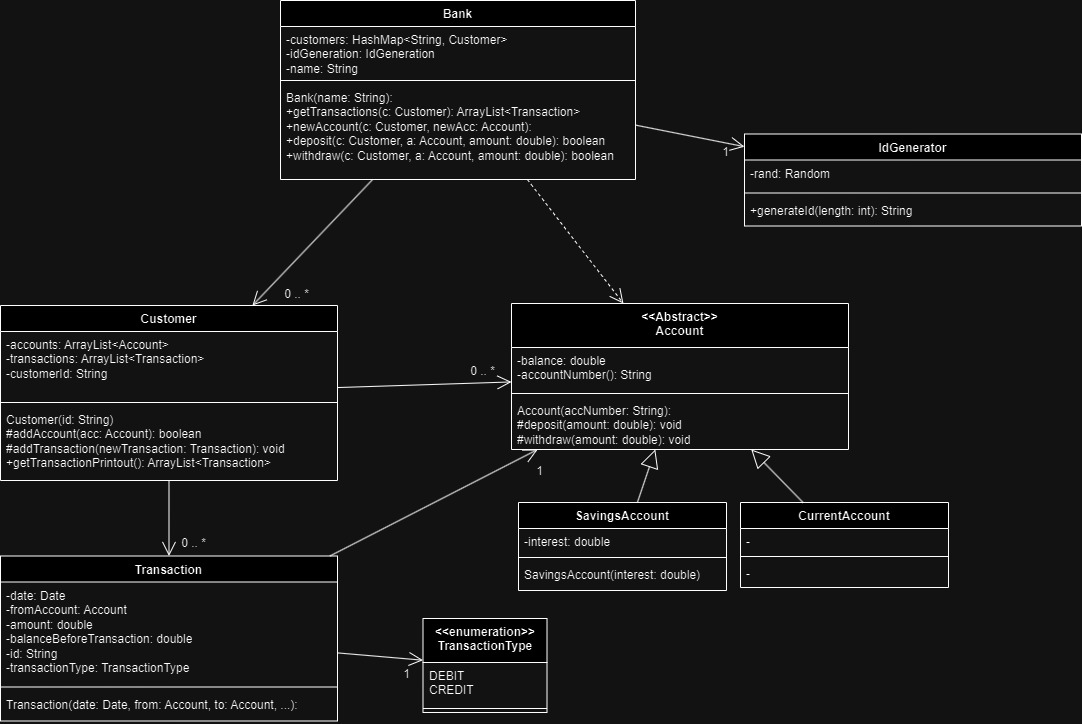 Bank
-customers: HashMap<String, Customer>
-idGeneration: IdGeneration
-name: String
Bank(name: String):
+getTransactions(c: Customer): ArrayList<Transaction>
+newAccount(c: Customer, newAcc: Account):
+deposit(c: Customer, a: Account, amount: double): boolean
+withdraw(c: Customer, a: Account, amount: double): boolean
1
IdGenerator
-rand: Random
+generateId(length: int): String
0 .. *
Customer
-accounts: ArrayList<Account>
-transactions: ArrayList<Transaction>
-customerId: String
Customer(id: String)
#addAccount(acc: Account): boolean
#addTransaction(newTransaction: Transaction): void
+getTransactionPrintout(): ArrayList<Transaction>
0 .. *
<<Abstract>>
Account
-balance: double
-accountNumber(): String
Account(accNumber: String):
#deposit(amount: double): void
#withdraw(amount: double): void
1
SavingsAccount
-interest: double
SavingsAccount(interest: double)
CurrentAccount
-
-
0 .. *
Transaction
-date: Date
-fromAccount: Account
-amount: double
-balanceBeforeTransaction: double
-id: String
-transactionType: TransactionType
Transaction(date: Date, from: Account, to: Account, ...):
1
<<enumeration>>
TransactionType
DEBIT
CREDIT